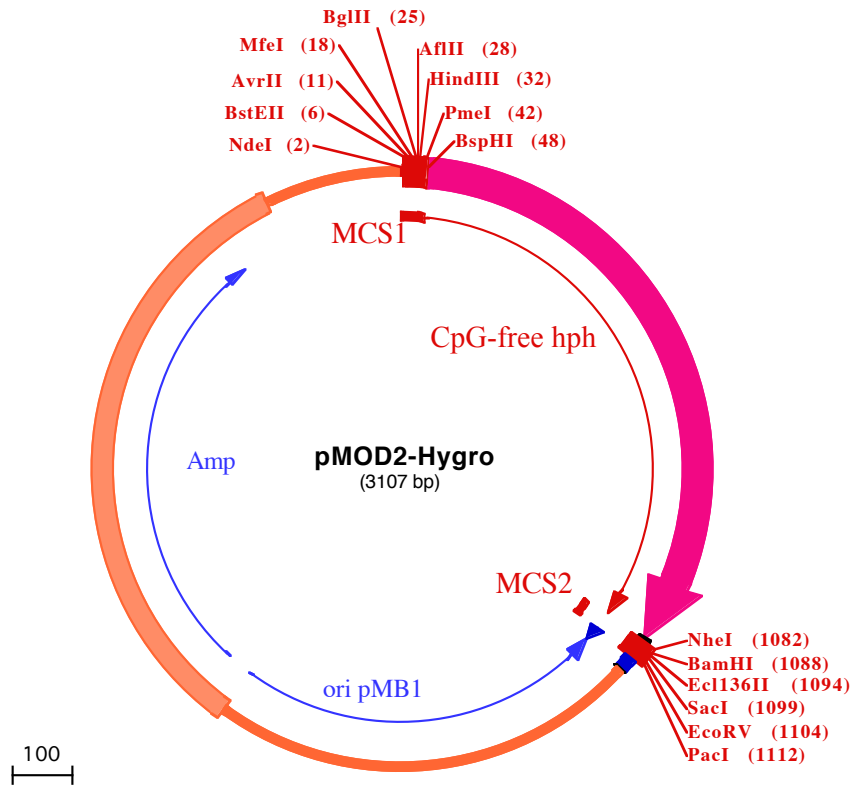 BglII (25)
MfeI (18)
AflII (28)
AvrII (11)
HindIII (32)
BstEII (6)
PmeI (42)
NdeI (2)
BspHI (48)
MCS1
CpG-free hph
Amp
pMOD2-Hygro
(3107 bp)
MCS2
ori pMB1
NheI (1082)
BamHI (1088)
Ecl136II (1094)
SacI (1099)
EcoRV (1104)
PacI (1112)
100